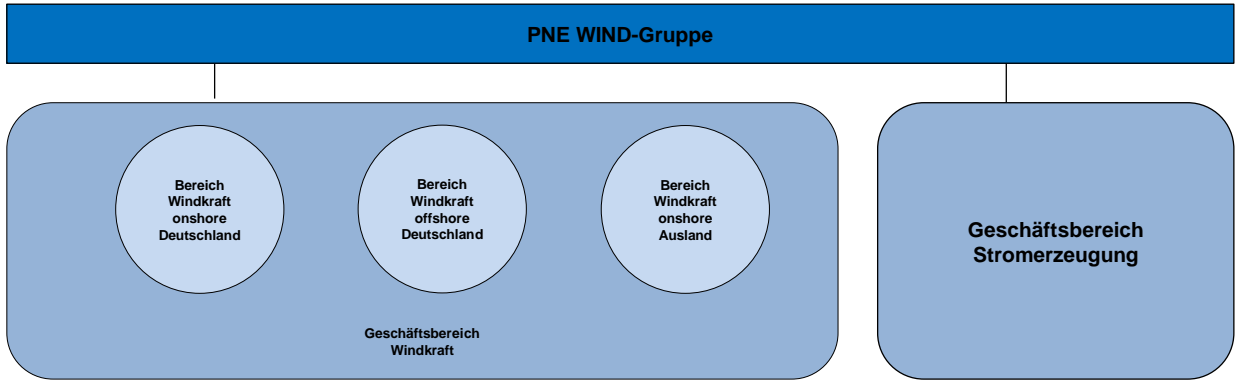 PNE WIND-Gruppe
Bereich
Windkraft
onshore
Deutschland
Bereich
Windkraft
offshore
Deutschland
Bereich
Windkraft
onshore
Ausland
Geschäftsbereich
Windkraft
Geschäftsbereich
Stromerzeugung